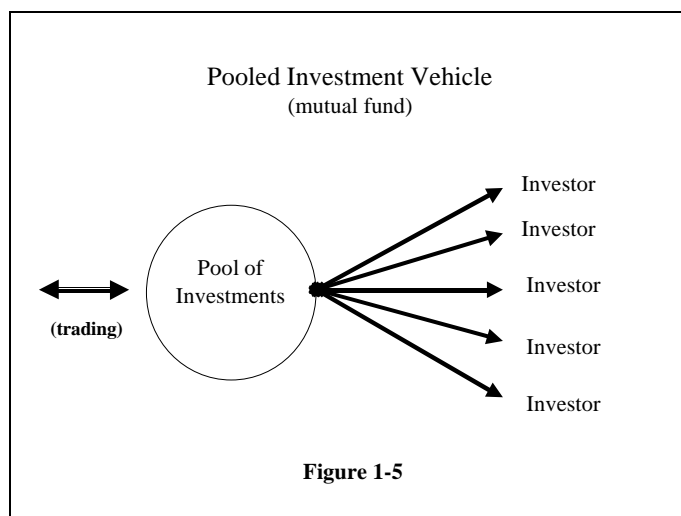 Pooled Investment Vehicle
(mutual fund)
Investor
Investor
Pool of
Investments
Investor
(trading)
Investor
Investor
Figure 1-5